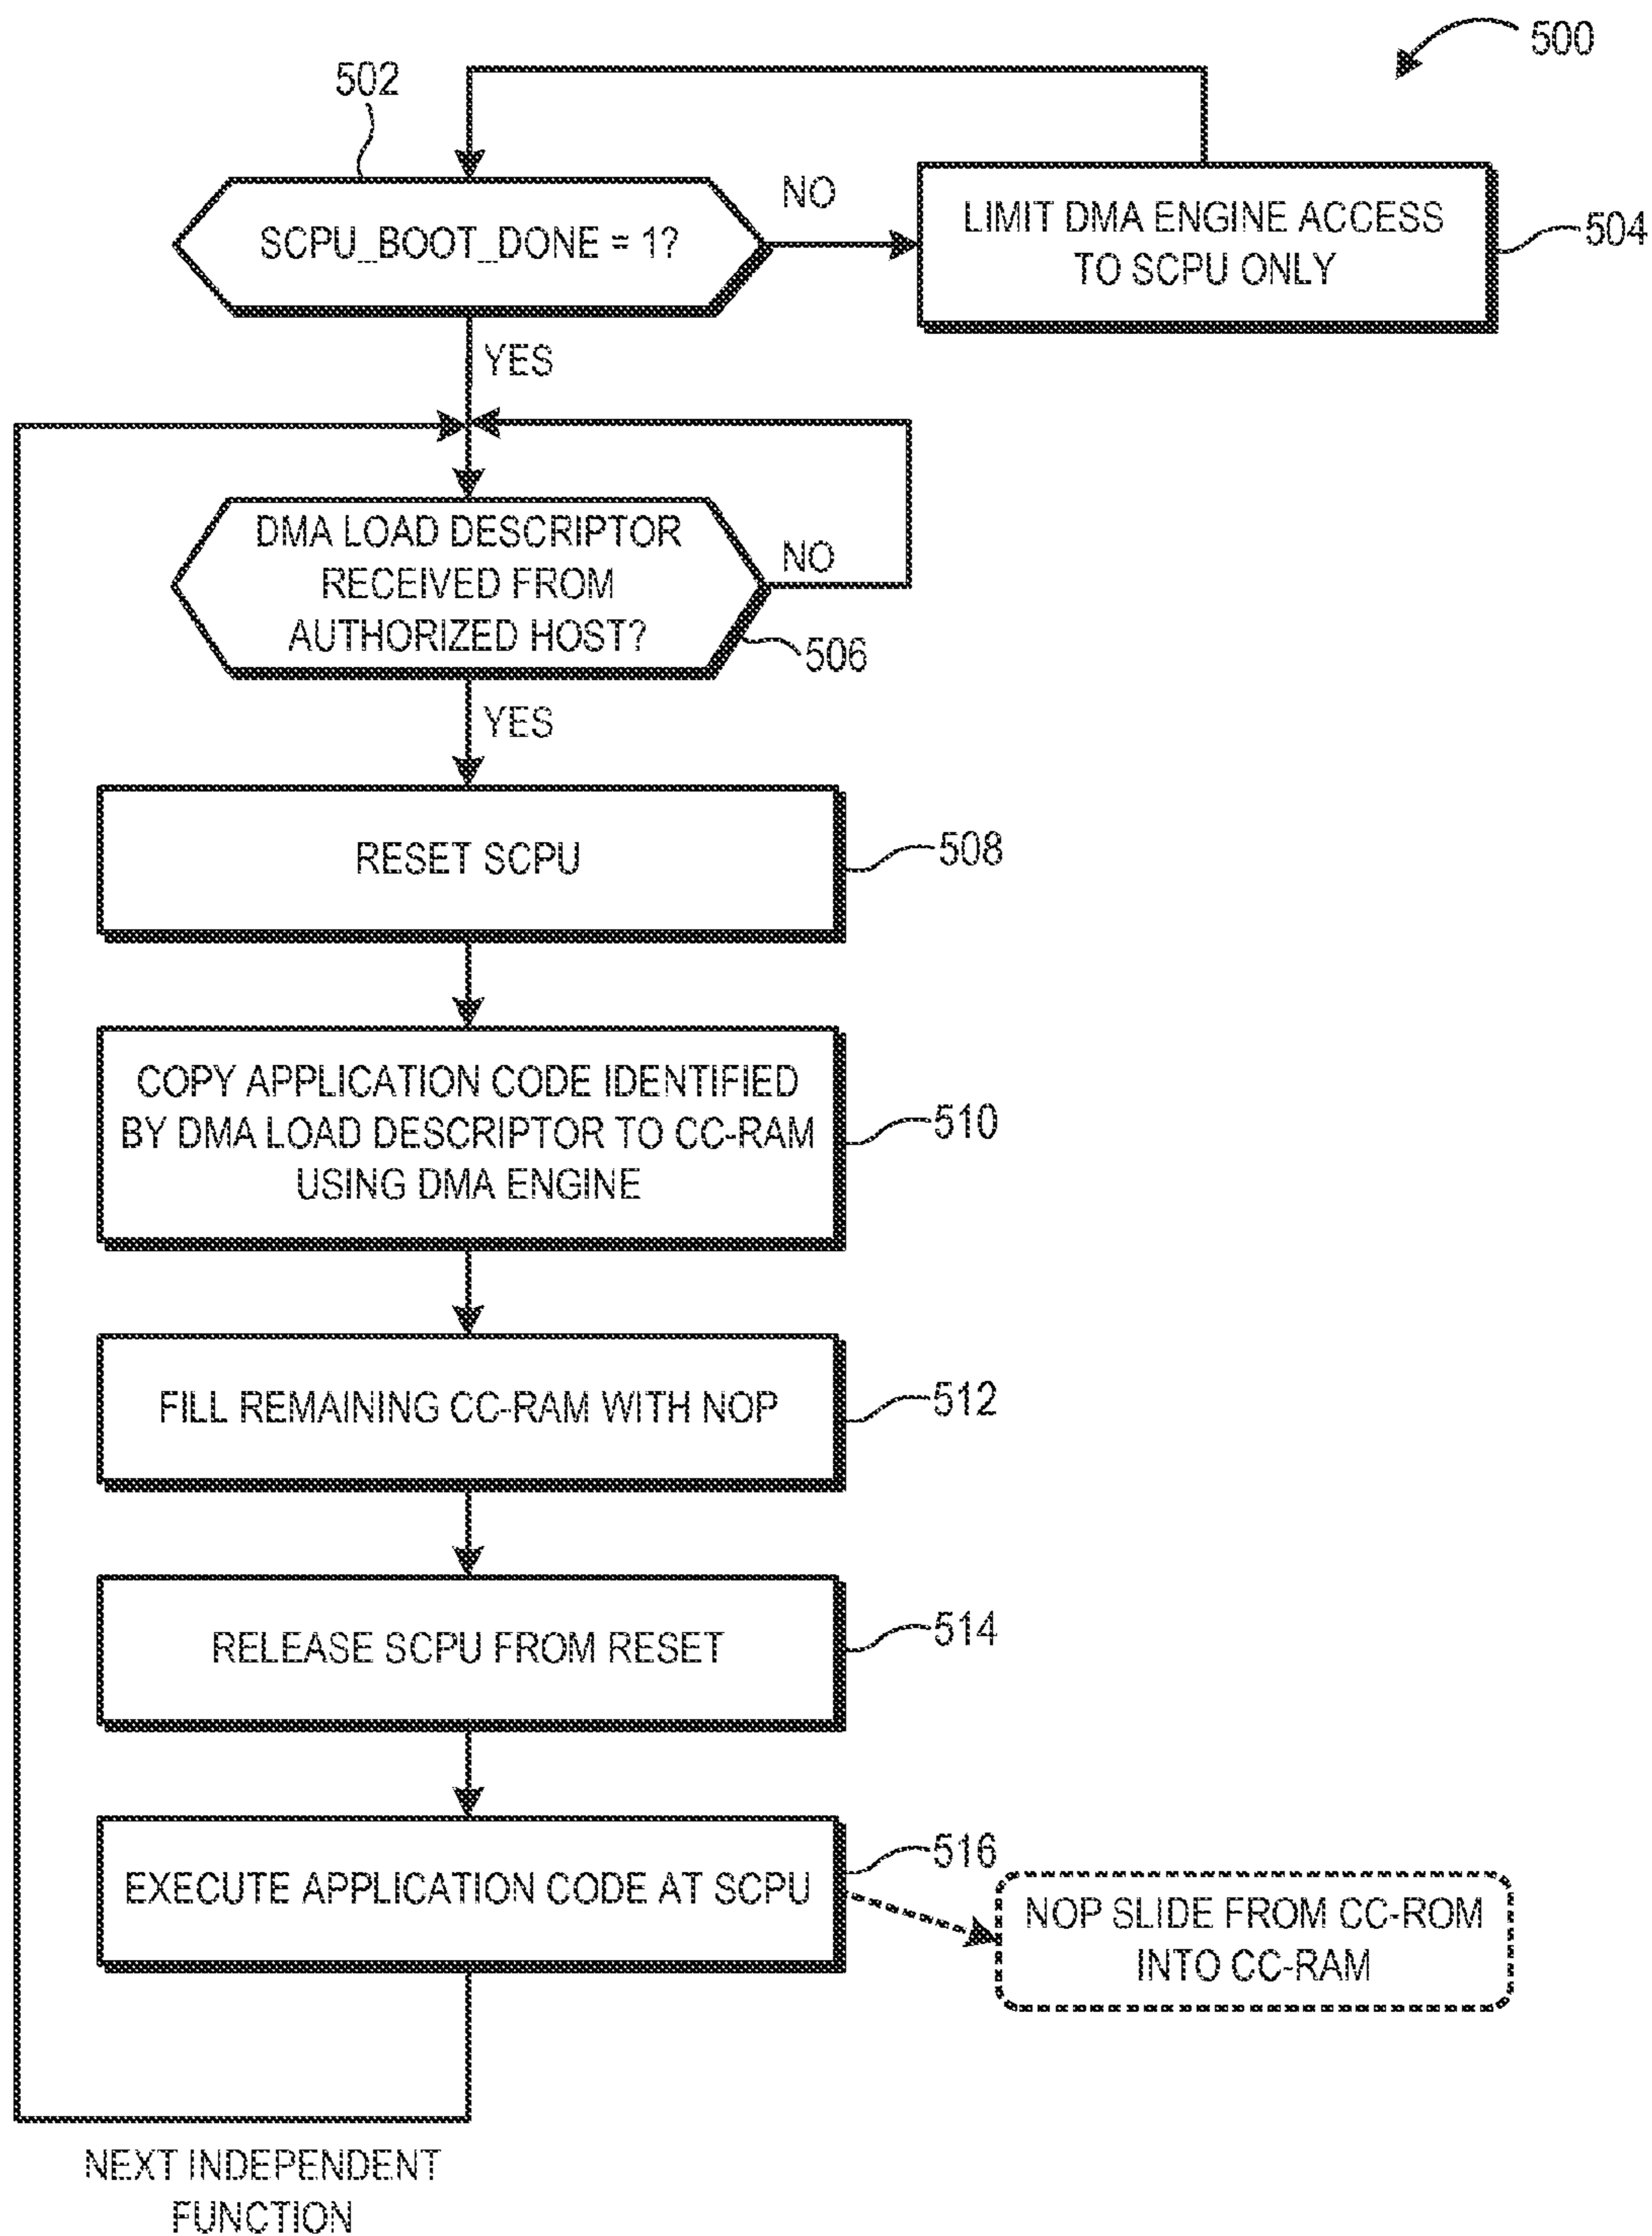 500
502
SCPU_BOOT_DONE = 1?
NO
LIMIT DMA ENGINE ACCESS
TO SCPU ONLY
504
YES
DMA LOAD DESCRIPTOR
RECEIVED FROM
AUTHORIZED HOST?
NO
506
YES
RESET SCPU
508
COPY APPLICATION CODE IDENTIFIED
BY DMA LOAD DESCRIPTOR TO CC-RAM
USING DMA ENGINE
510
FILL REMAINING CC-RAM WITH NOP
512
RELEASE SCPU FROM RESET
514
EXECUTE APPLICATION CODE AT SCPU
516
NOP SLIDE FROM CC-ROM
INTO CC-RAM
NEXT INDEPENDENT
FUNCTION